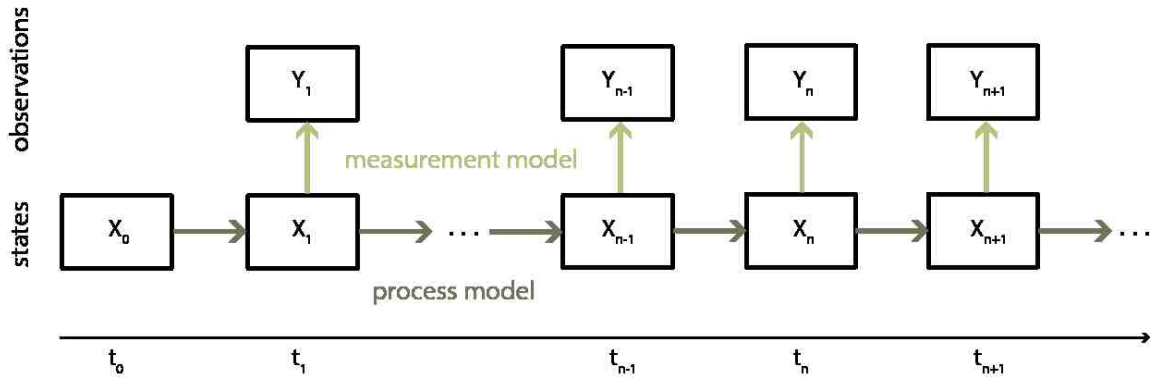 observations
Y₁ Yₙ₋₁ Yₙ Yₙ₊₁
measurement model
states
X₀ X₁ ... Xₙ₋₁ Xₙ Xₙ₊₁ ...
process model
t₀ t₁ tₙ₋₁ tₙ tₙ₊₁